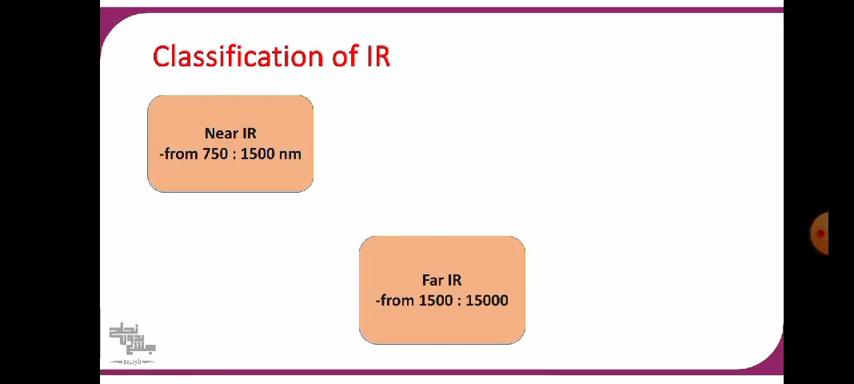 Classification of IR
Near IR
-from 750 : 1500 nm
Far IR
-from 1500 : 15000